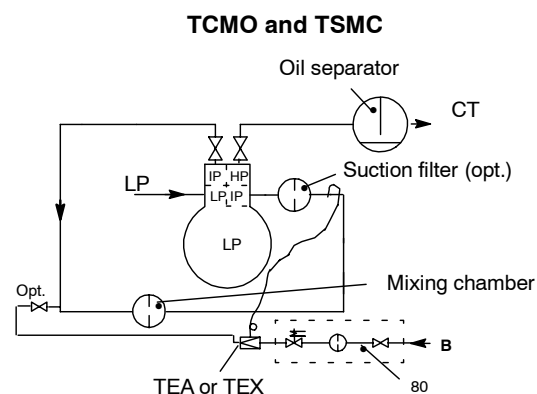 TCMO and TSMC
Oil separator
CT
IP HP
Suction filter (opt.)
LP
LP IP
LP
Opt.
Mixing chamber
B
TEA or TEX
80